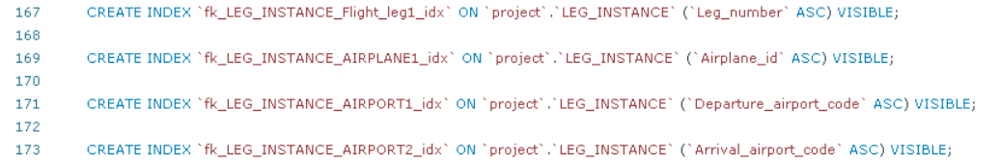 167 CREATE INDEX `fk_LEG_INSTANCE_Flight_leg1_idx` ON `project`.`LEG_INSTANCE` (`Leg_number` ASC) VISIBLE;
168
169 CREATE INDEX `fk_LEG_INSTANCE_AIRPLANE1_idx` ON `project`.`LEG_INSTANCE` (`Airplane_id` ASC) VISIBLE;
170
171 CREATE INDEX `fk_LEG_INSTANCE_AIRPORT1_idx` ON `project`.`LEG_INSTANCE` (`Departure_airport_code` ASC) VISIBLE;
172
173 CREATE INDEX `fk_LEG_INSTANCE_AIRPORT2_idx` ON `project`.`LEG_INSTANCE` (`Arrival_airport_code` ASC) VISIBLE;